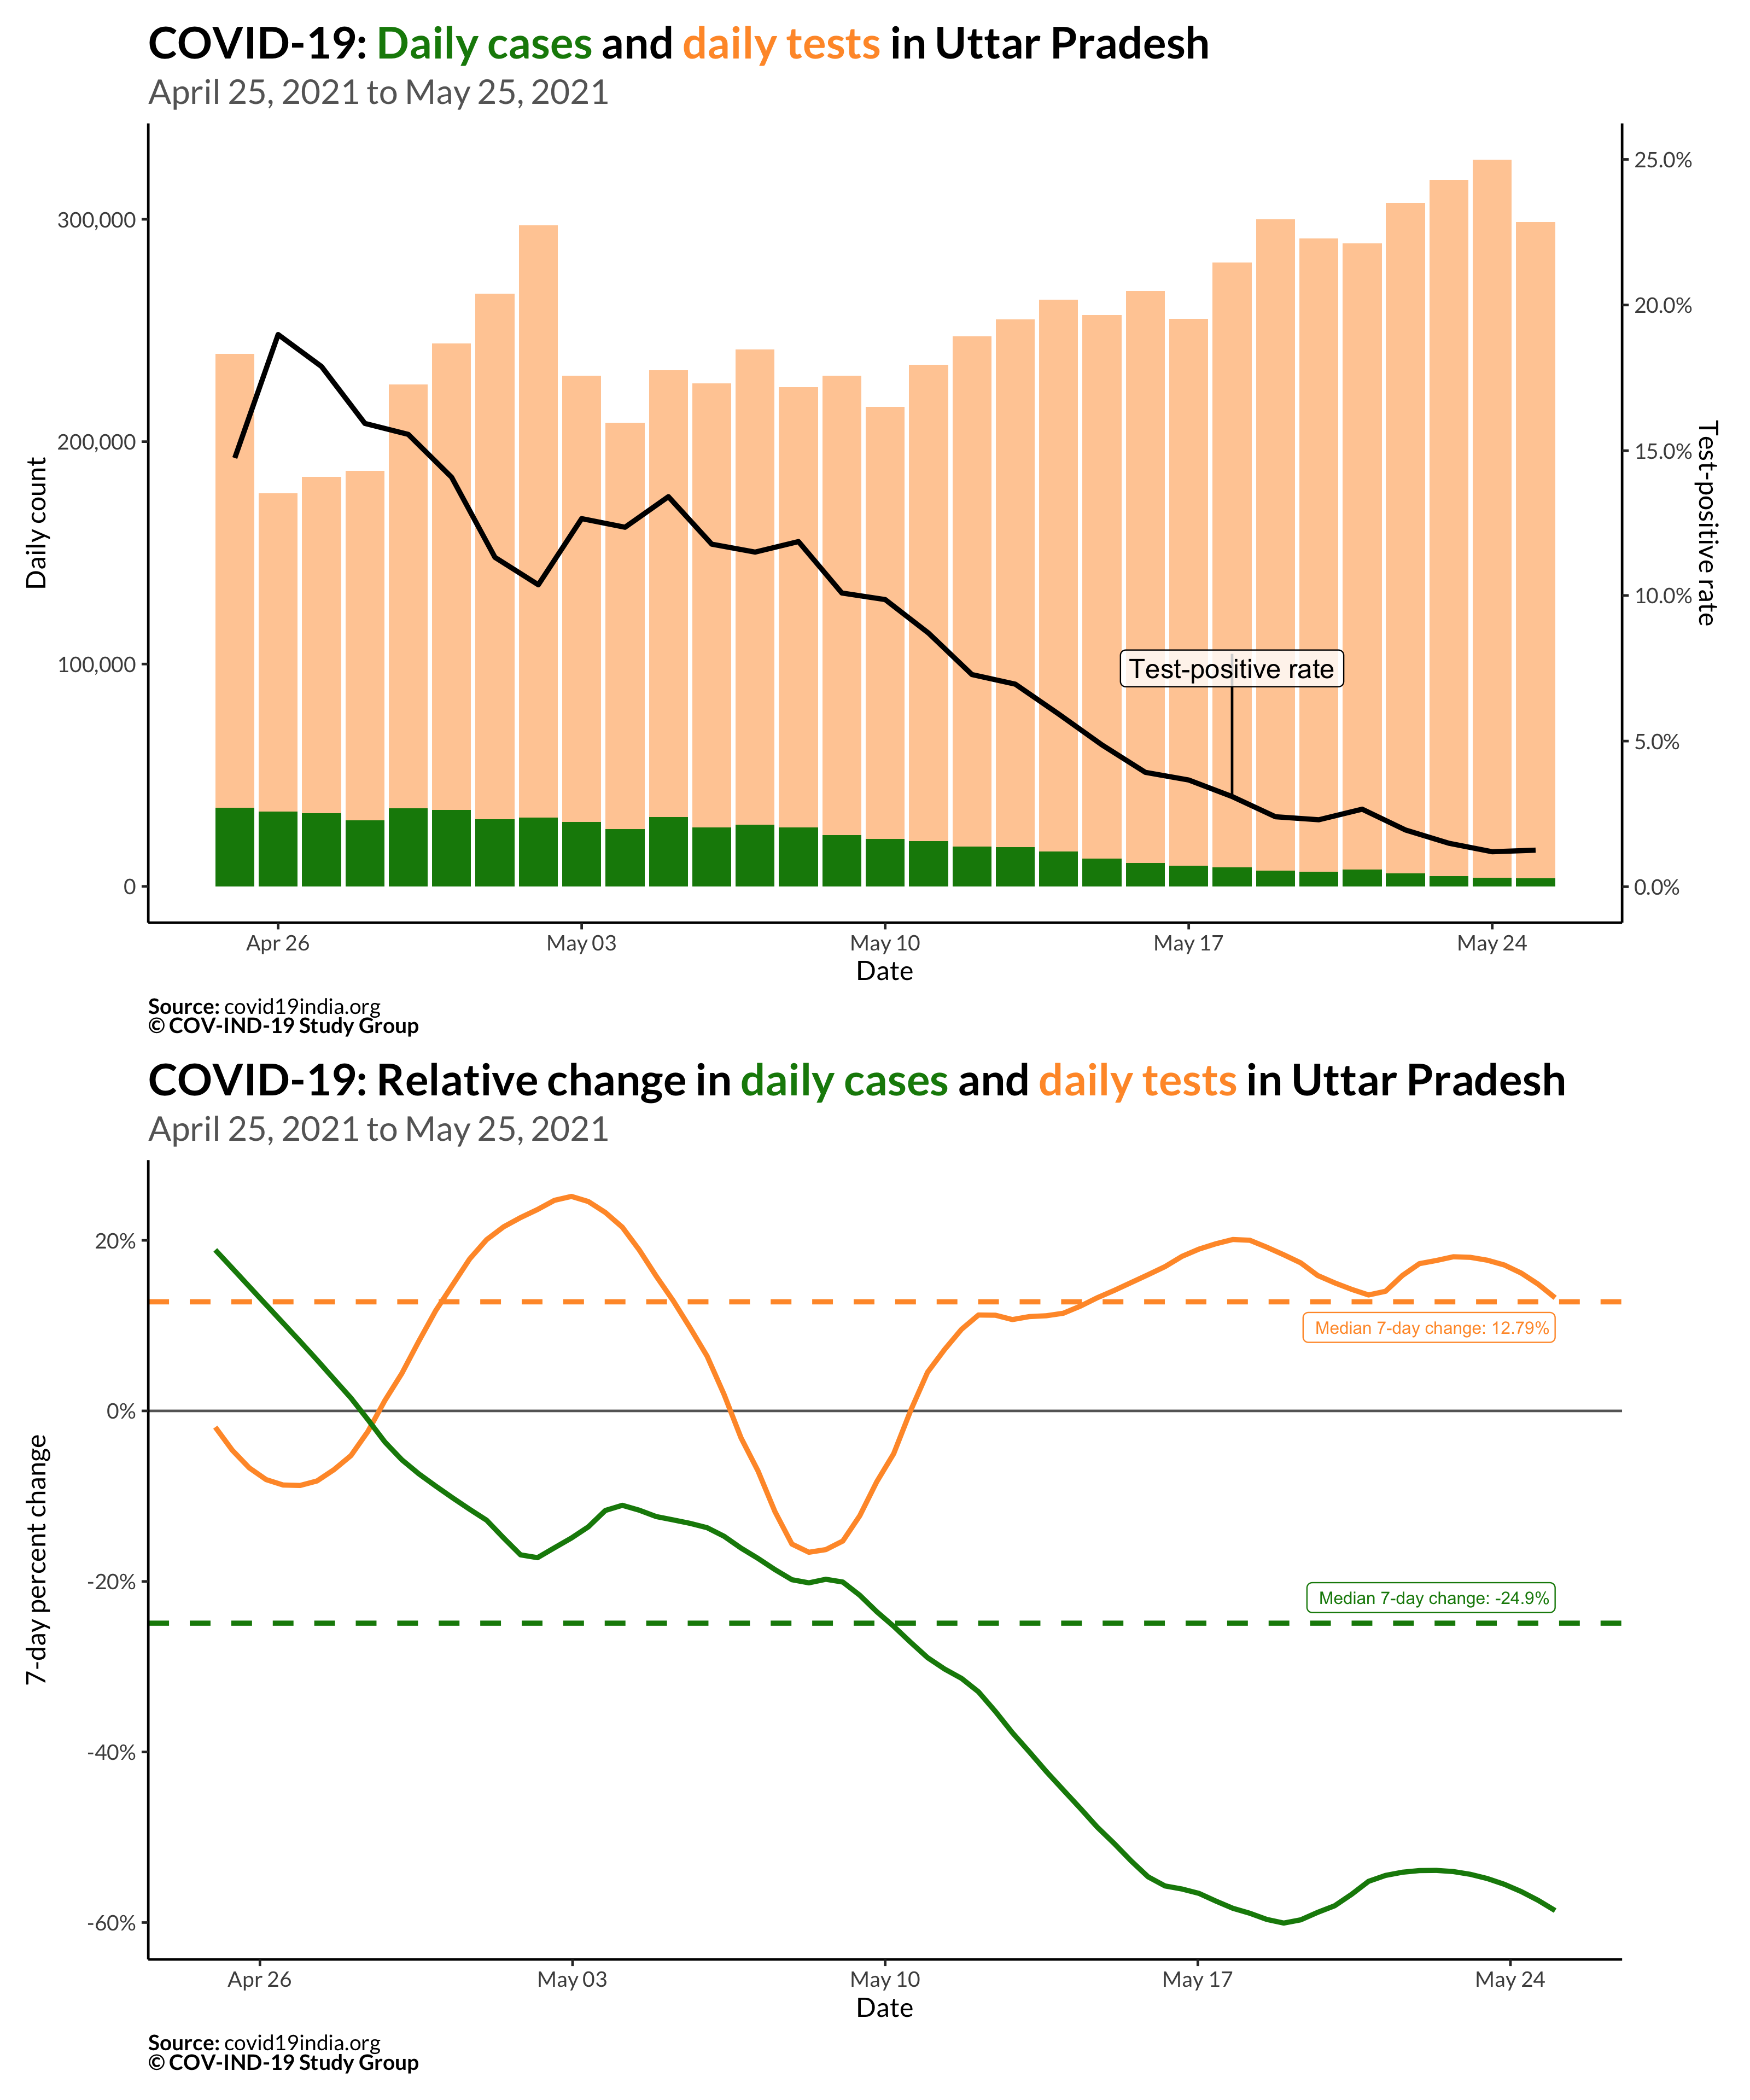 COVID-19: Daily cases and daily tests in Uttar Pradesh
April 25, 2021 to May 25, 2021
Daily count
300,000
200,000
100,000
0
25.0%
20.0%
15.0%
10.0%
5.0%
0.0%
Test-positive rate
Test-positive rate
Apr 26
May 03
May 10
May 17
May 24
Date
Source: covid19india.org
© COV-IND-19 Study Group
COVID-19: Relative change in daily cases and daily tests in Uttar Pradesh
April 25, 2021 to May 25, 2021
7-day percent change
20%
0%
-20%
-40%
-60%
Median 7-day change: 12.79%
Median 7-day change: -24.9%
Apr 26
May 03
May 10
May 17
May 24
Date
Source: covid19india.org
© COV-IND-19 Study Group